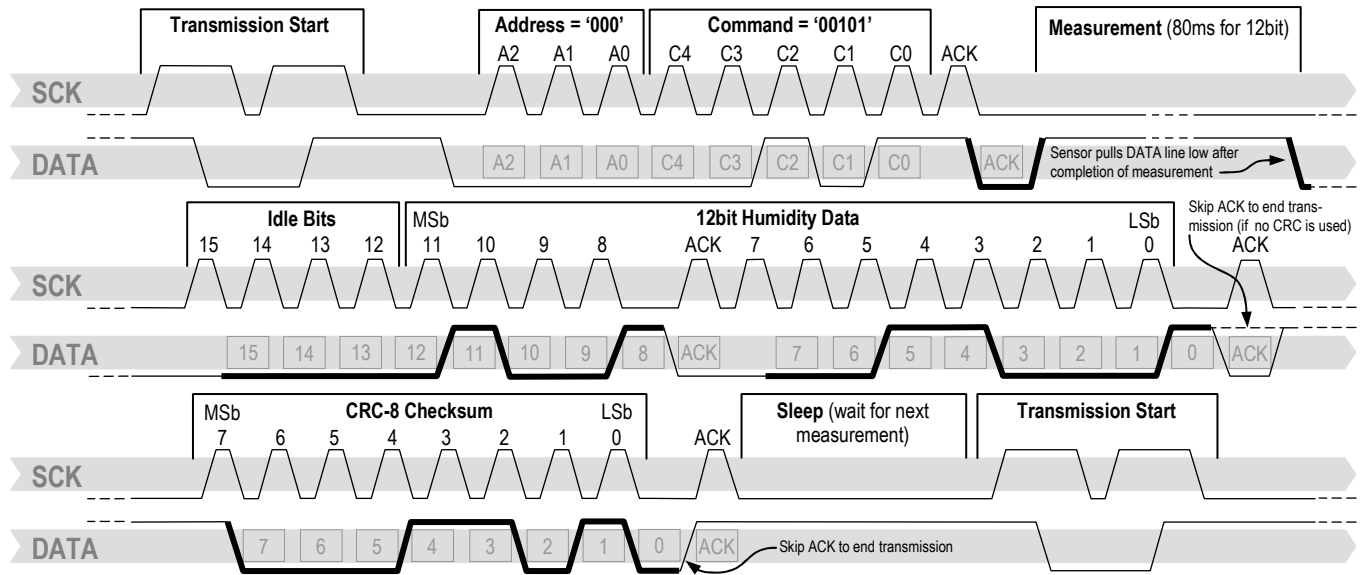 Transmission Start Address = ‘000’ Command = ‘00101’ Measurement (80ms for 12bit)
A2 A1 A0 C4 C3 C2 C1 C0 ACK
SCK
DATA A2 A1 A0 C4 C3 C2 C1 C0 ACK
Sensor pulls DATA line low after
completion of measurement
Idle Bits MSb 12bit Humidity Data LSb
Skip ACK to end trans-
mission (if no CRC is used)
15 14 13 12 11 10 9 8 ACK 7 6 5 4 3 2 1 0 ACK
SCK
DATA 15 14 13 12 11 10 9 8 ACK 7 6 5 4 3 2 1 0 ACK
MSb CRC-8 Checksum LSb Sleep (wait for next
measurement)
Transmission Start
7 6 5 4 3 2 1 0 ACK
SCK
DATA 7 6 5 4 3 2 1 0 ACK
Skip ACK to end transmission